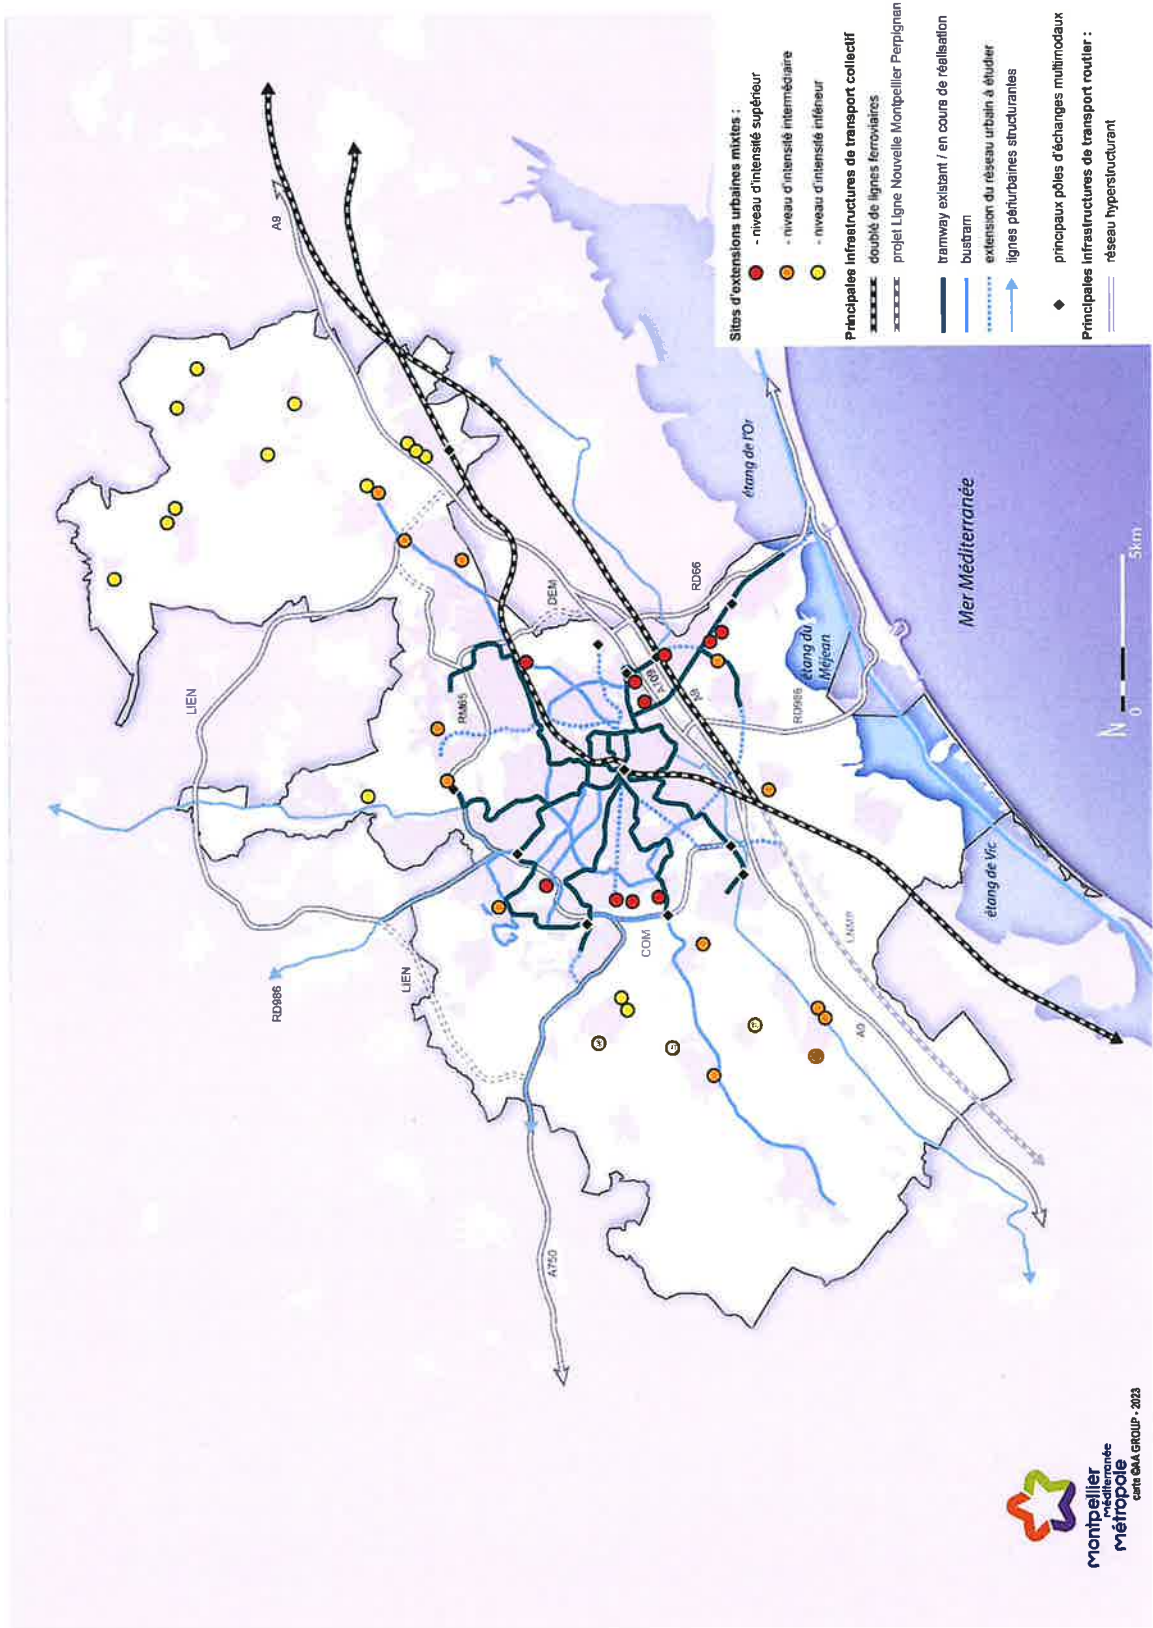 Sites d'extensions urbaines mixtes :
- niveau d'intensité supérieur
- niveau d'intensité intermédiaire
- niveau d'intensité inférieur
Principales infrastructures de transport collectif
doublé de lignes ferroviaires
projet Ligne Nouvelle Montpellier Perpignan
tramway existant / en cours de réalisation
bustram
extension du réseau urbain à étudier
lignes périurbaines structurantes
principaux pôles d'échanges multimodaux
Principales infrastructures de transport routier :
réseau hyperstructurant
A9
LIEN
RD986
LIEN
RM65
DEM
RD66
A709
A9
RD986
COM
LNMP
A9
A750
étang de l'Or
étang du
Méjean
étang de Vic
Mer Méditerranée
N
0
5km
Montpellier
Méditerranée
Métropole
carte QAA GROUP - 2023